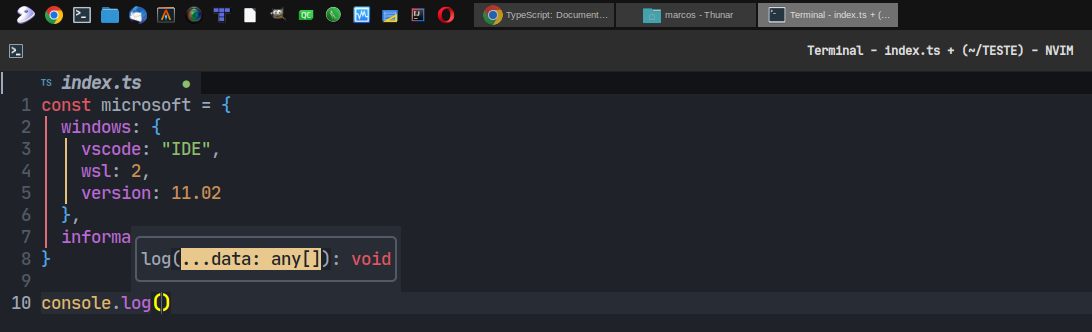 TypeScript: Document...
marcos - Thunar
Terminal - index.ts + (...
Terminal - index.ts + (~/TESTE) - NVIM
TS index.ts
1 const microsoft = {
2 windows: {
3 vscode: "IDE",
4 wsl: 2,
5 version: 11.02
6 },
7 informa
log(...data: any[]): void
8 }
9
10 console.log()